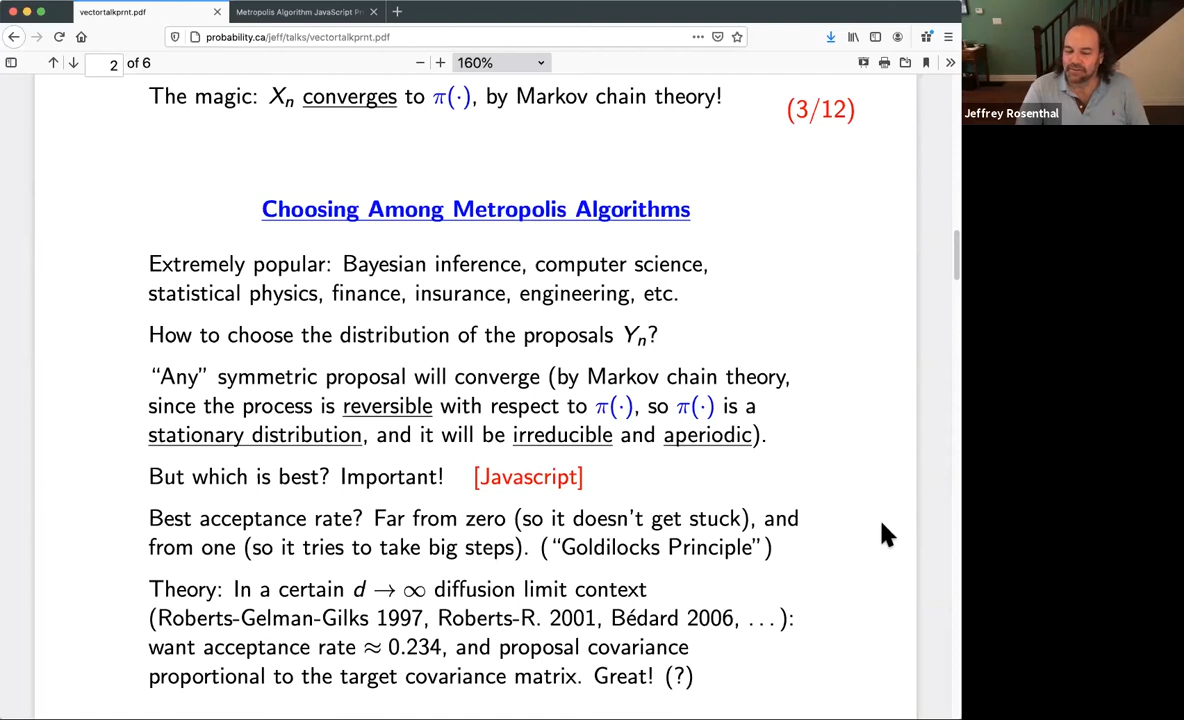 vectortalkprnt.pdf
Metropolis Algorithm JavaScript Pr
probability.ca/jeff/talks/vectortalkprnt.pdf
2 of 6
160%
Jeffrey Rosenthal
The magic: Xn converges to π(·), by Markov chain theory!
(3/12)
Choosing Among Metropolis Algorithms
Extremely popular: Bayesian inference, computer science,
statistical physics, finance, insurance, engineering, etc.
How to choose the distribution of the proposals Yn?
“Any” symmetric proposal will converge (by Markov chain theory,
since the process is reversible with respect to π(·), so π(·) is a
stationary distribution, and it will be irreducible and aperiodic).
But which is best? Important! [Javascript]
Best acceptance rate? Far from zero (so it doesn't get stuck), and
from one (so it tries to take big steps). (“Goldilocks Principle”)
Theory: In a certain d → ∞ diffusion limit context
(Roberts-Gelman-Gilks 1997, Roberts-R. 2001, Bédard 2006, ...):
want acceptance rate ≈ 0.234, and proposal covariance
proportional to the target covariance matrix. Great! (?)